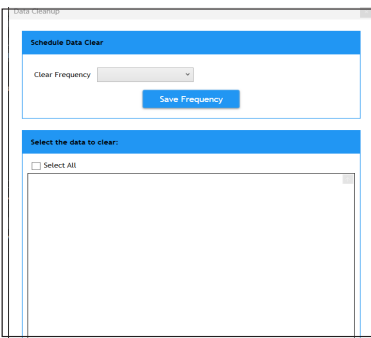 Data Cleanup
Schedule Data Clear
Clear Frequency
Save Frequency
Select the data to clear:
Select All